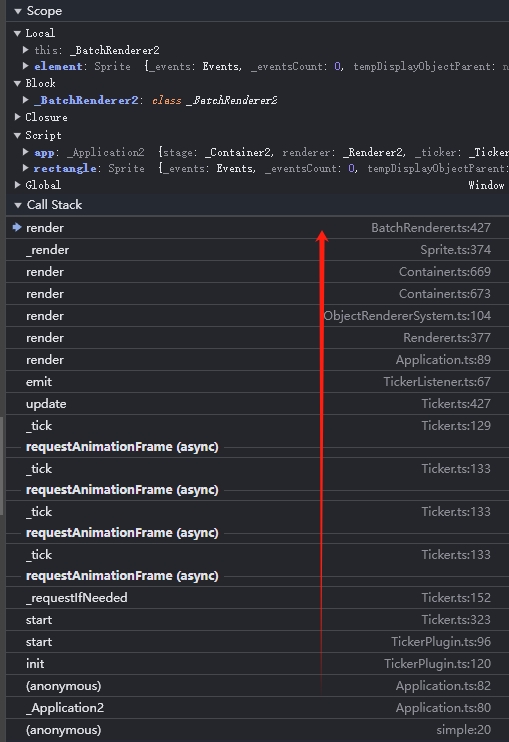 Scope
Local
this: _BatchRenderer2
element: Sprite {_events: Events, _eventsCount: 0, tempDisplayObjectParent: n
Block
_BatchRenderer2: class _BatchRenderer2
Closure
Script
app: _Application2 {stage: _Container2, renderer: _Renderer2, _ticker: _Ticke
rectangle: Sprite {_events: Events, _eventsCount: 0, tempDisplayObjectParent:
Global Window
Call Stack
render BatchRenderer.ts:427
_render Sprite.ts:374
render Container.ts:669
render Container.ts:673
render ObjectRendererSystem.ts:104
render Renderer.ts:377
render Application.ts:89
emit TickerListener.ts:67
update Ticker.ts:427
_tick Ticker.ts:129
requestAnimationFrame (async)
_tick Ticker.ts:133
requestAnimationFrame (async)
_tick Ticker.ts:133
requestAnimationFrame (async)
_tick Ticker.ts:133
requestAnimationFrame (async)
_requestIfNeeded Ticker.ts:152
start Ticker.ts:323
start TickerPlugin.ts:96
init TickerPlugin.ts:120
(anonymous) Application.ts:82
_Application2 Application.ts:80
(anonymous) simple:20